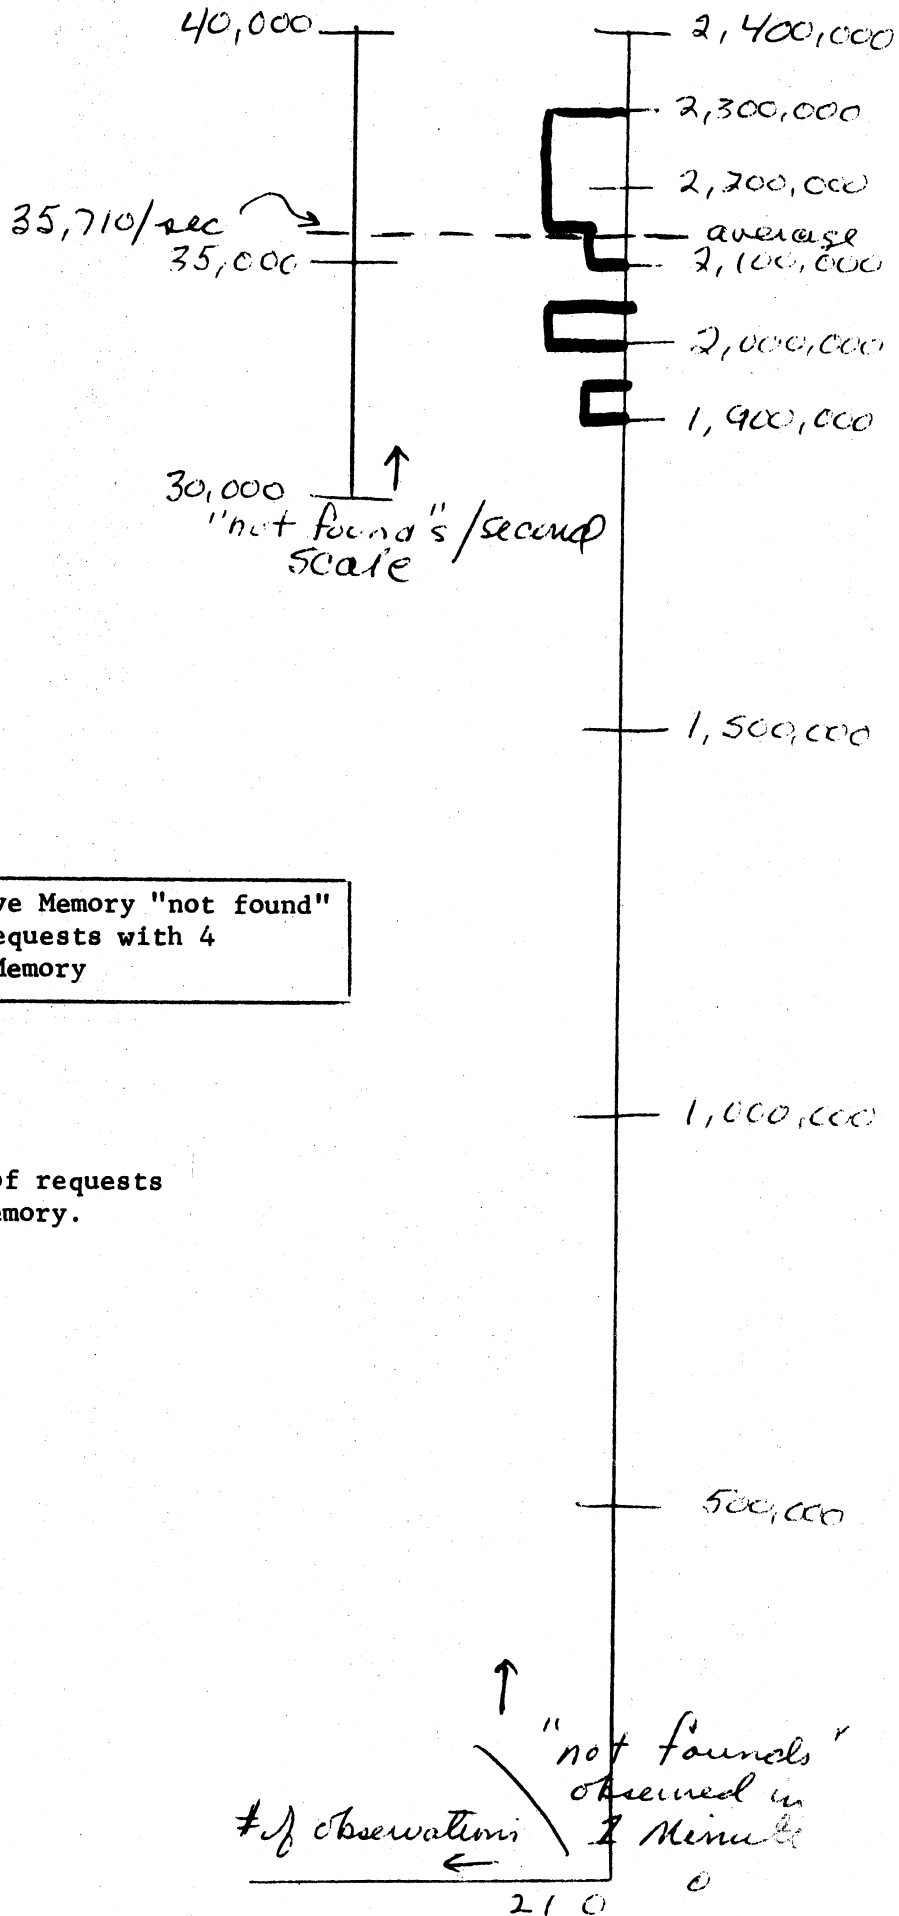 40,000
2,400,000
2,300,000
2,200,000
35,710/sec
average
35,000
2,100,000
2,000,000
1,900,000
30,000
"not found"s/second
scale
1,500,000
ve Memory "not found"
equests with 4
Memory
1,000,000
of requests
emory.
500,000
"not founds"
observed in
1 Minute
# of observations
0
2 1 0